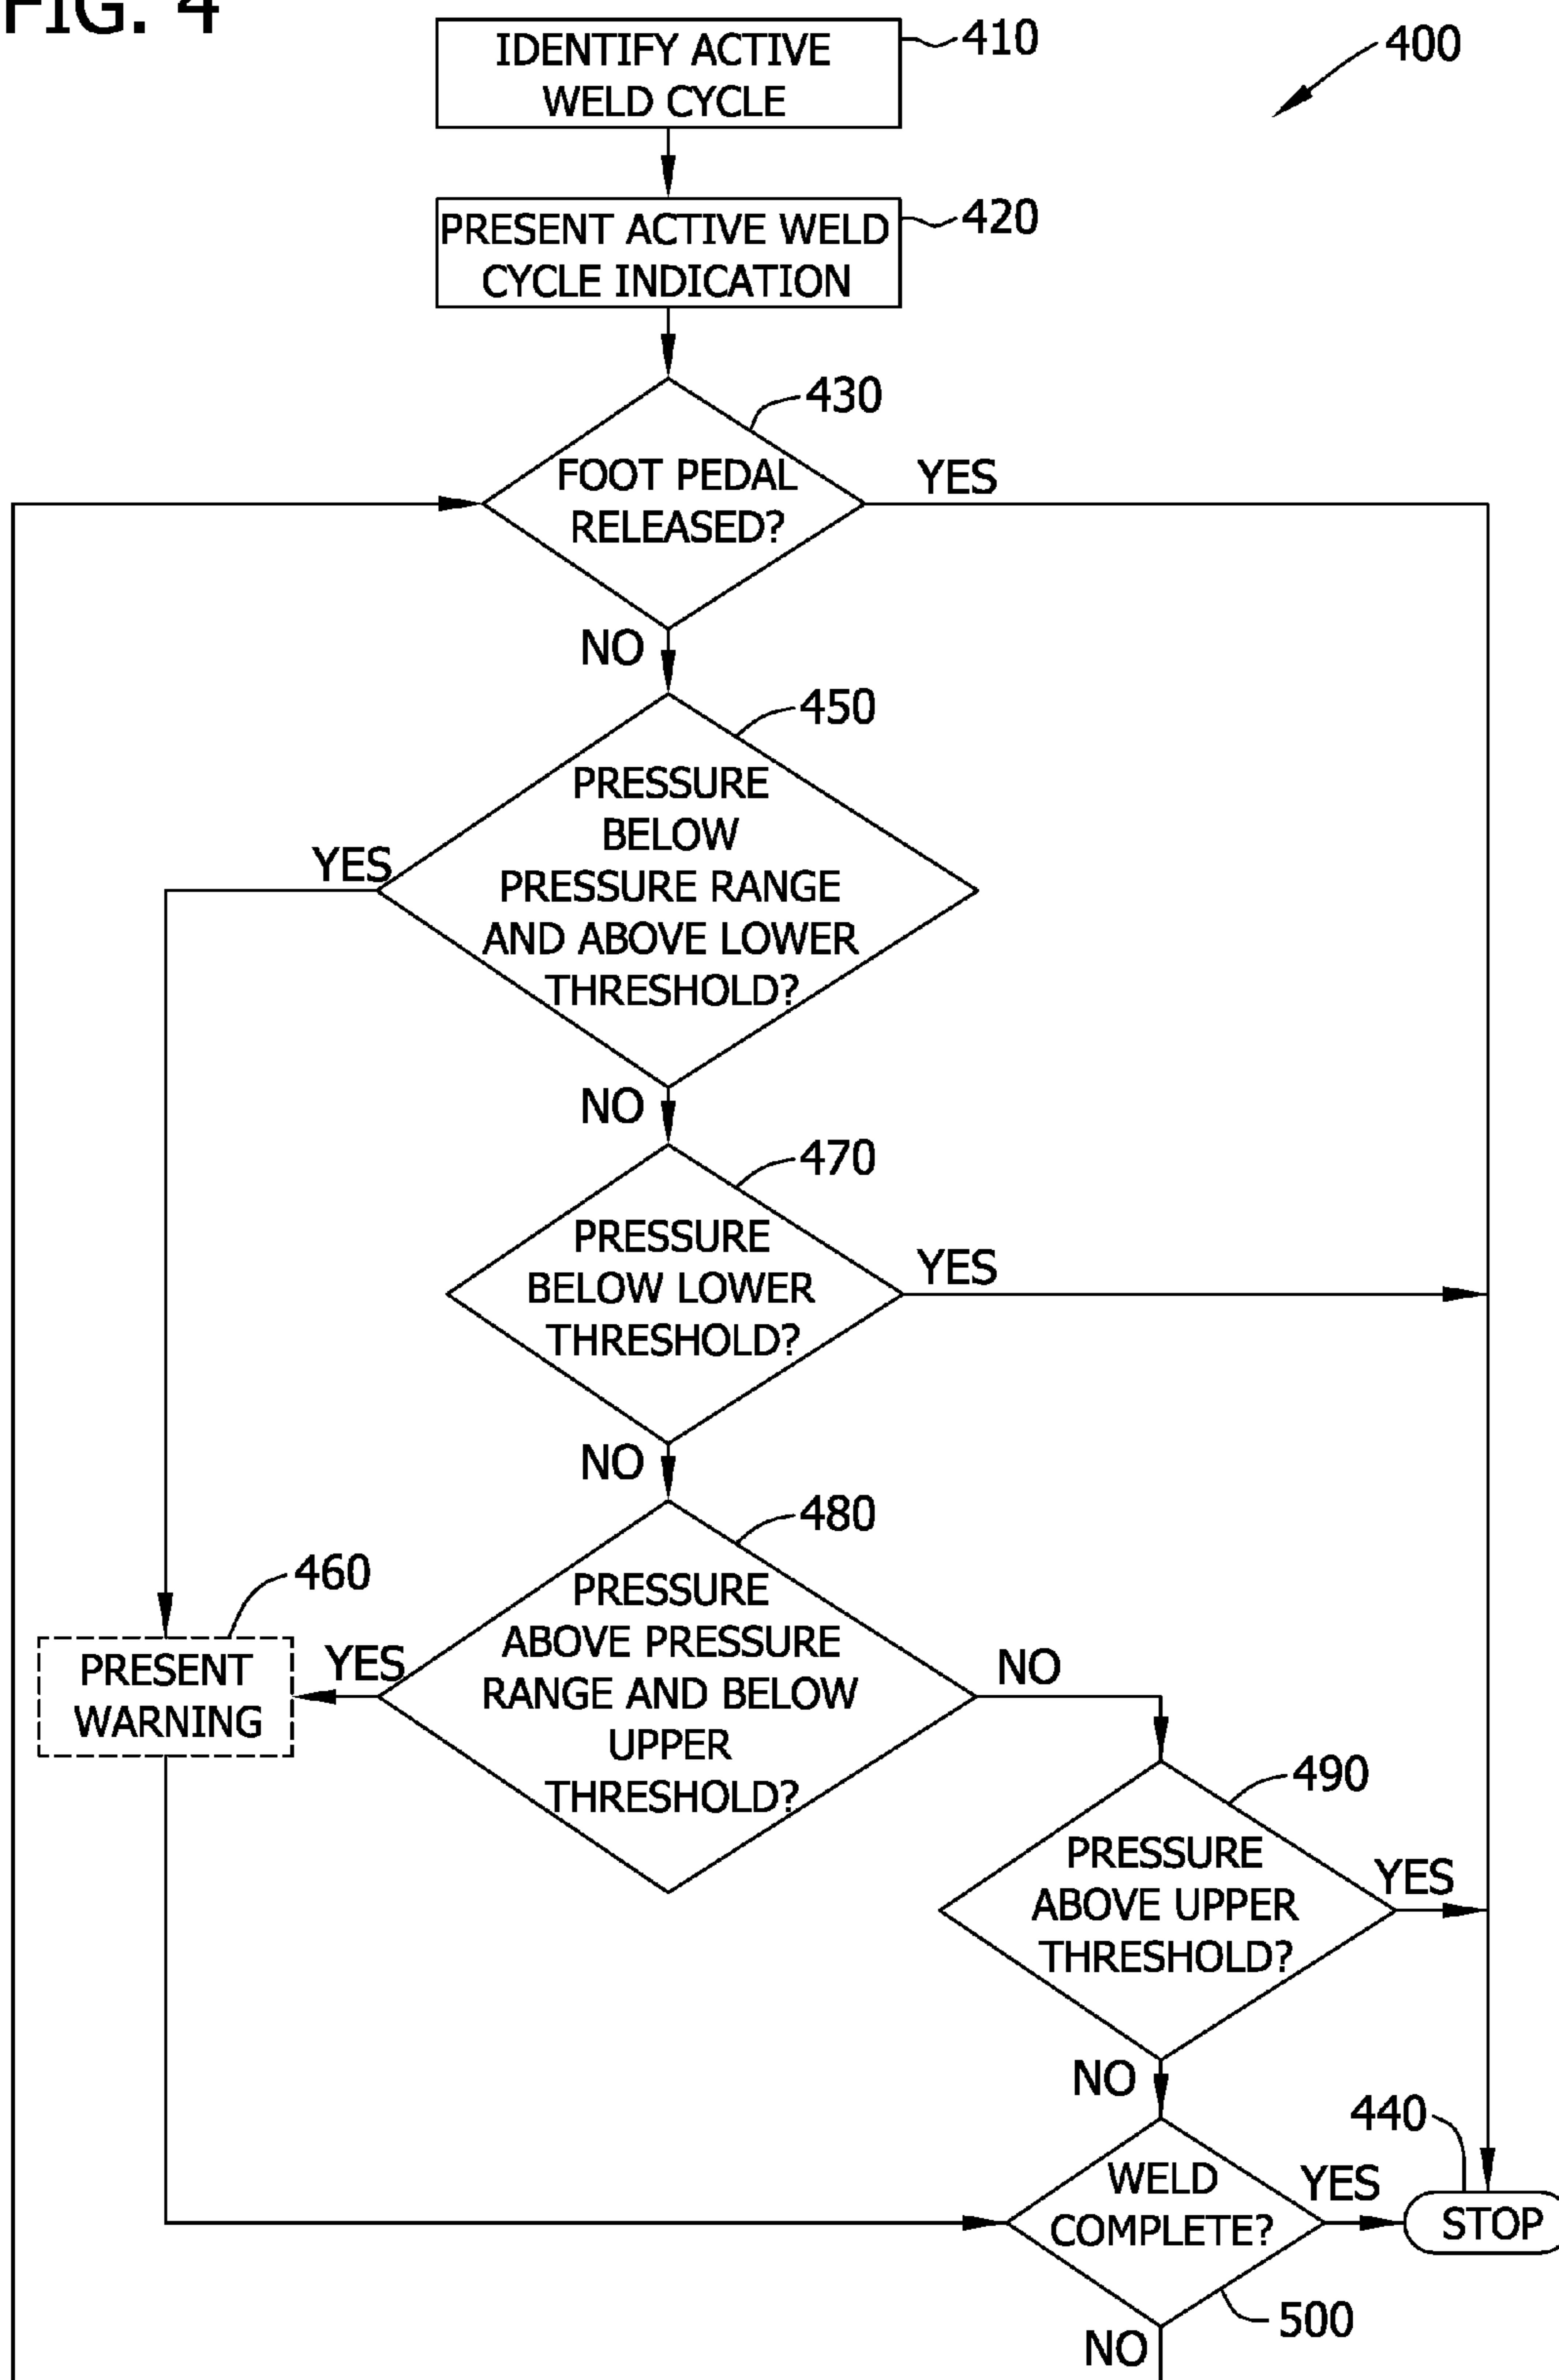 FIG. 4
IDENTIFY ACTIVE
WELD CYCLE
410
400
PRESENT ACTIVE WELD
CYCLE INDICATION
420
430
FOOT PEDAL
RELEASED?
YES
NO
450
PRESSURE
BELOW
PRESSURE RANGE
AND ABOVE LOWER
THRESHOLD?
YES
NO
470
PRESSURE
BELOW LOWER
THRESHOLD?
YES
NO
480
PRESSURE
ABOVE PRESSURE
RANGE AND BELOW
UPPER
THRESHOLD?
YES
NO
460
PRESENT
WARNING
490
PRESSURE
ABOVE UPPER
THRESHOLD?
YES
NO
440
WELD
COMPLETE?
YES
STOP
500
NO